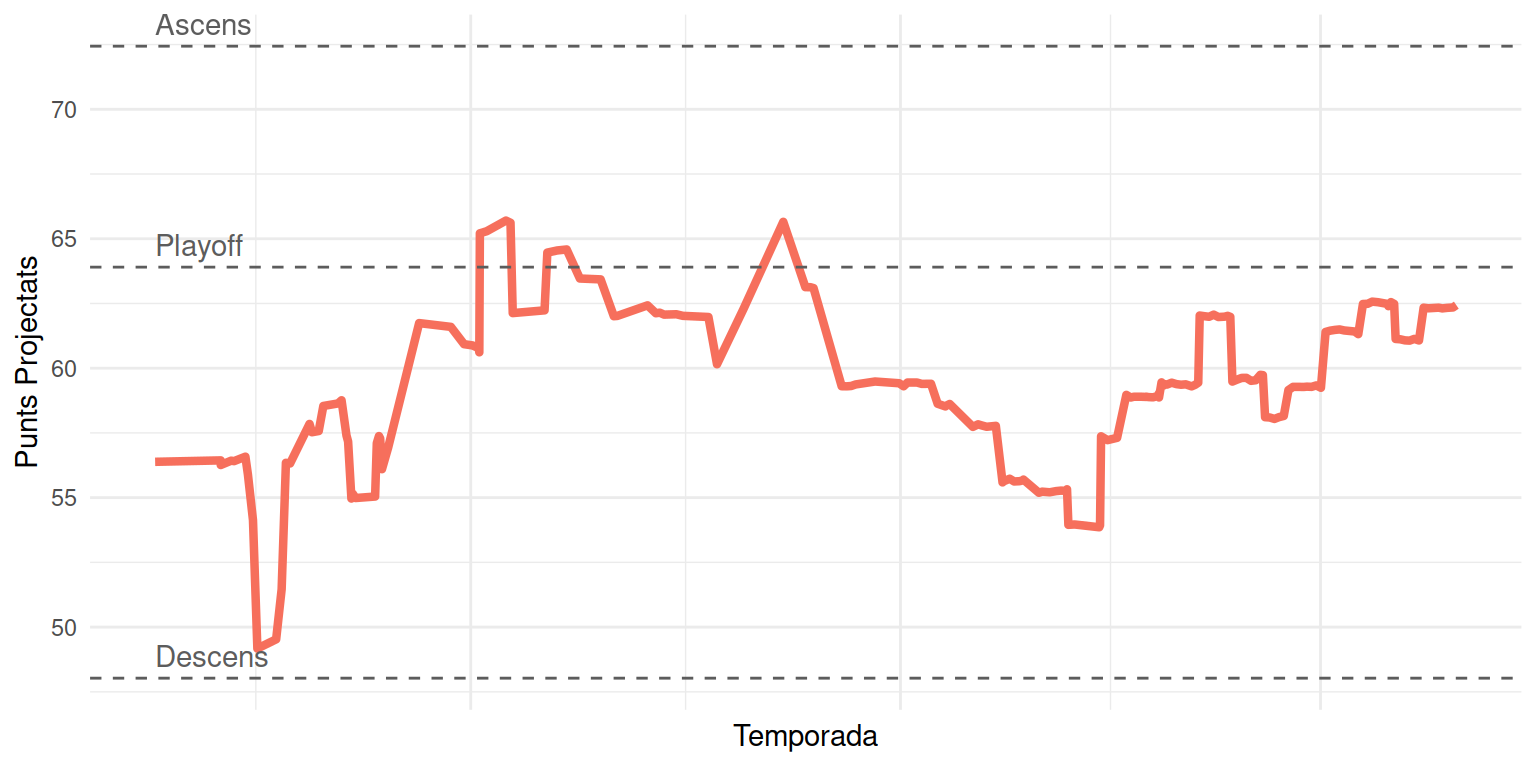 Ascens
70
65
Playoff
60
55
50
Descens
Punts Projectats
Temporada